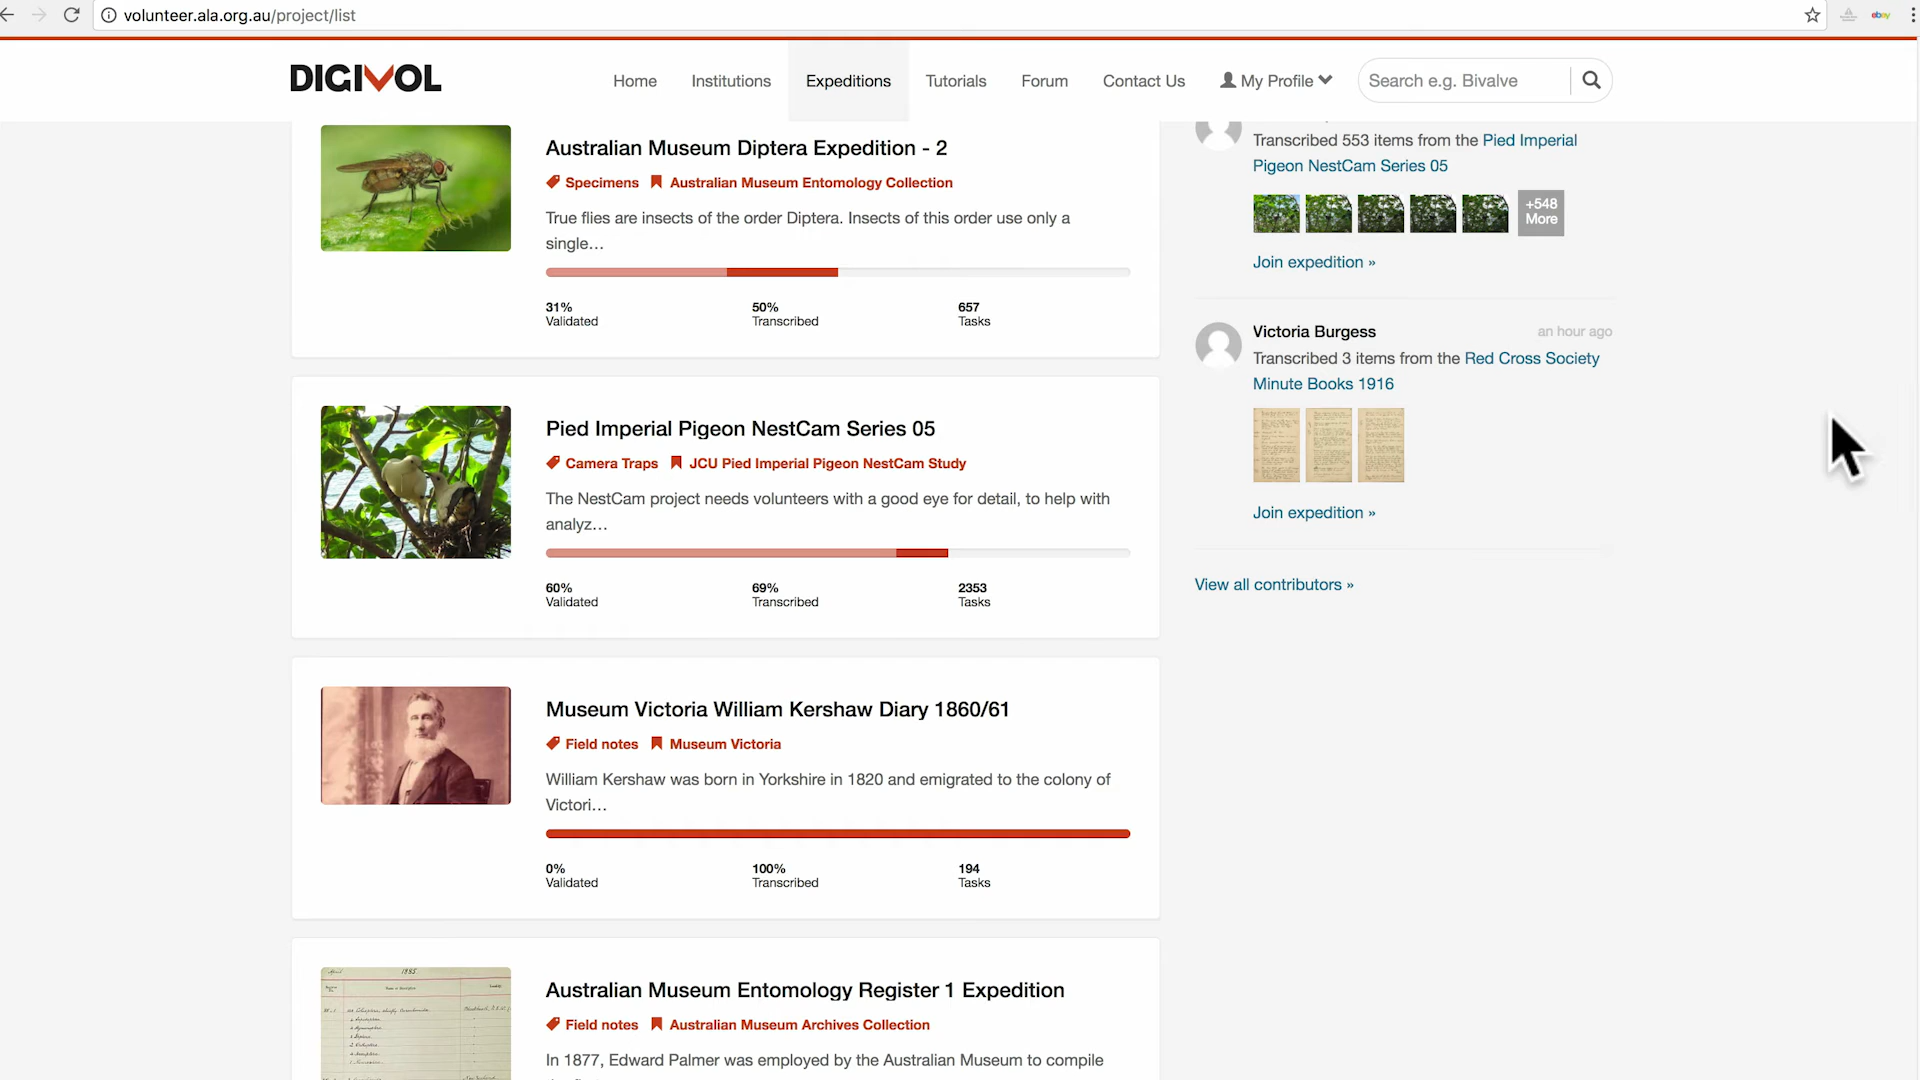 volunteer.ala.org.au/project/list
ebay
DIGIVOL
Home
Institutions
Expeditions
Tutorials
Forum
Contact Us
My Profile
Search e.g. Bivalve
Australian Museum Diptera Expedition - 2
Specimens Australian Museum Entomology Collection
True flies are insects of the order Diptera. Insects of this order use only a
single…
31%
Validated
50%
Transcribed
657
Tasks
Pied Imperial Pigeon NestCam Series 05
Camera Traps JCU Pied Imperial Pigeon NestCam Study
The NestCam project needs volunteers with a good eye for detail, to help with
analyz…
60%
Validated
69%
Transcribed
2353
Tasks
Museum Victoria William Kershaw Diary 1860/61
Field notes Museum Victoria
William Kershaw was born in Yorkshire in 1820 and emigrated to the colony of
Victori…
0%
Validated
100%
Transcribed
194
Tasks
1885
Australian Museum Entomology Register 1 Expedition
Field notes Australian Museum Archives Collection
In 1877, Edward Palmer was employed by the Australian Museum to compile
Transcribed 553 items from the Pied Imperial
Pigeon NestCam Series 05
+548
More
Join expedition »
Victoria Burgess
an hour ago
Transcribed 3 items from the Red Cross Society
Minute Books 1916
Join expedition »
View all contributors »